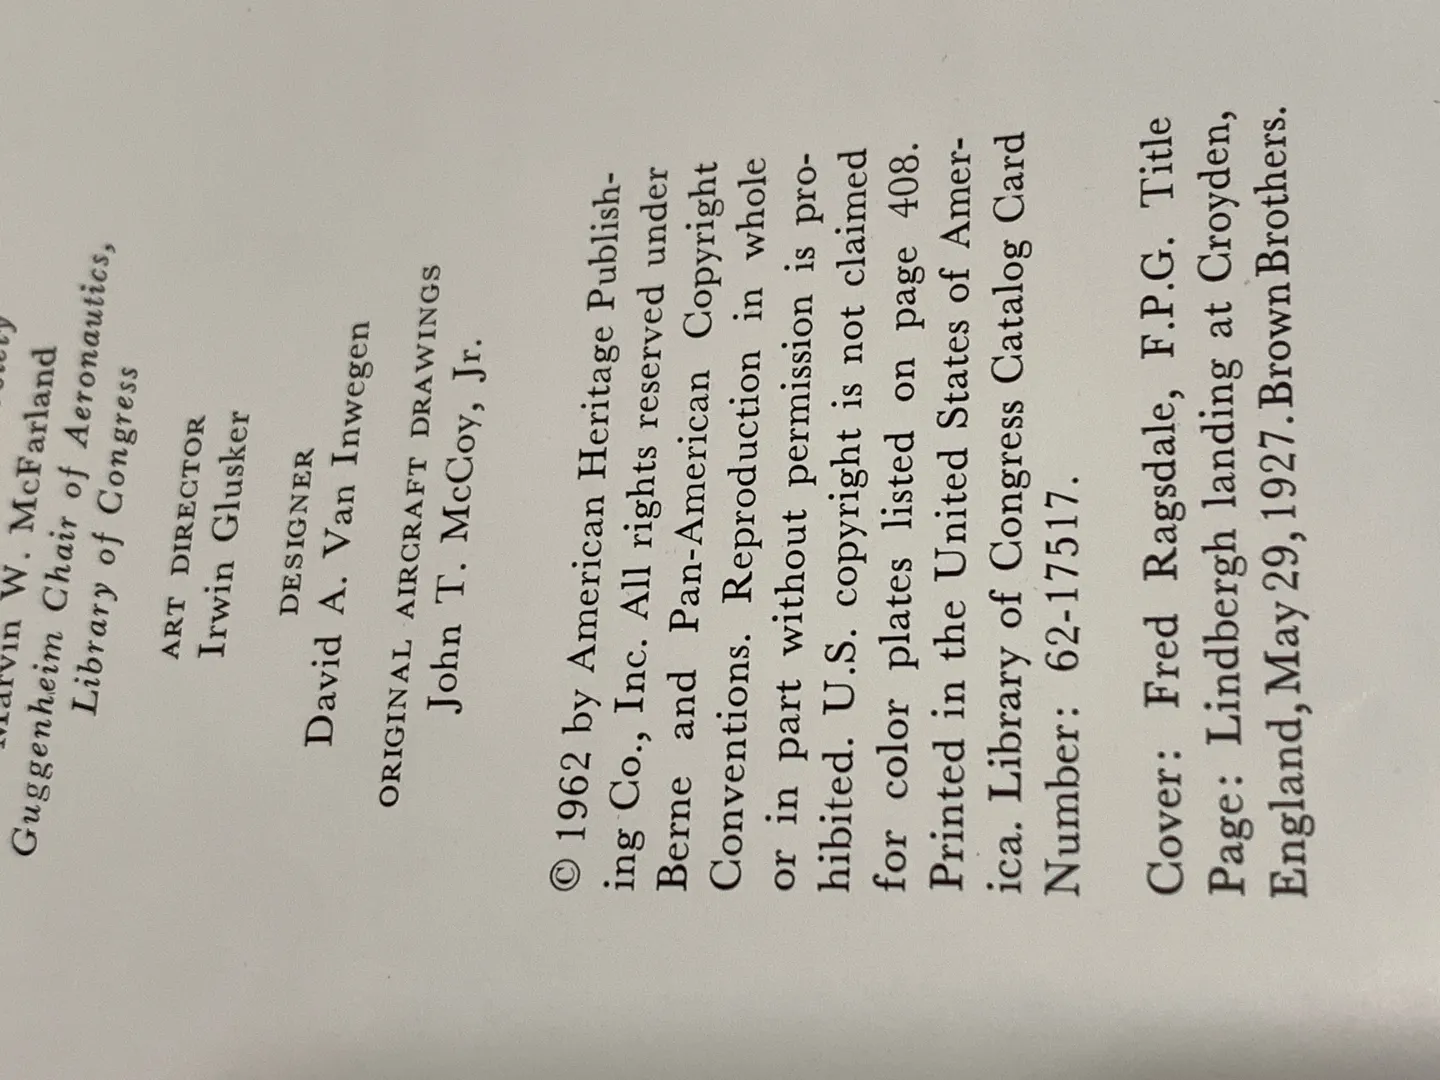 Marvin W. McFarland
Guggenheim Chair of Aeronautics,
Library of Congress
ART DIRECTOR
Irwin Glusker
DESIGNER
David A. Van Inwegen
ORIGINAL AIRCRAFT DRAWINGS
John T. McCoy, Jr.
© 1962 by American Heritage Publish-
ing Co., Inc. All rights reserved under
Berne and Pan-American Copyright
Conventions. Reproduction in whole
or in part without permission is pro-
hibited. U.S. copyright is not claimed
for color plates listed on page 408.
Printed in the United States of Amer-
ica. Library of Congress Catalog Card
Number: 62-17517.
Cover: Fred Ragsdale, F.P.G. Title
Page: Lindbergh landing at Croyden,
England, May 29, 1927. Brown Brothers.